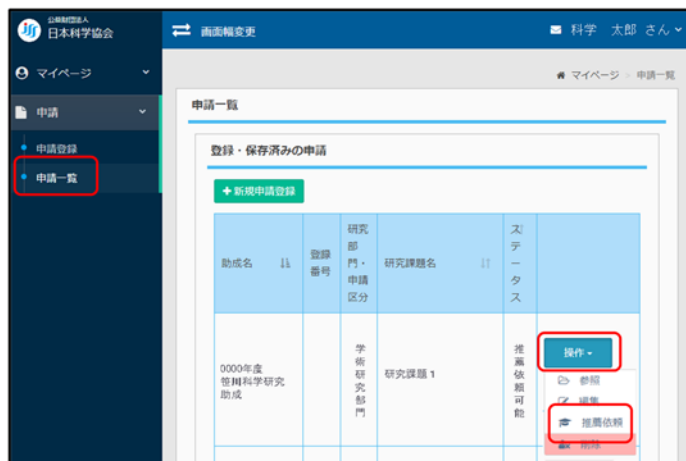 公益財団法人
日本科学協会
画面幅変更
科学 太郎 さん
マイページ
マイページ > 申請一覧
申請
申請一覧
申請登録
登録・保存済みの申請
申請一覧
+新規申請登録
助成名
登録番号
研究部門・申請区分
研究課題名
ステータス
0000年度
笹川科学研究
助成
学術研究部門
研究課題1
推薦依頼可能
操作
参照
編集
推薦依頼
削除